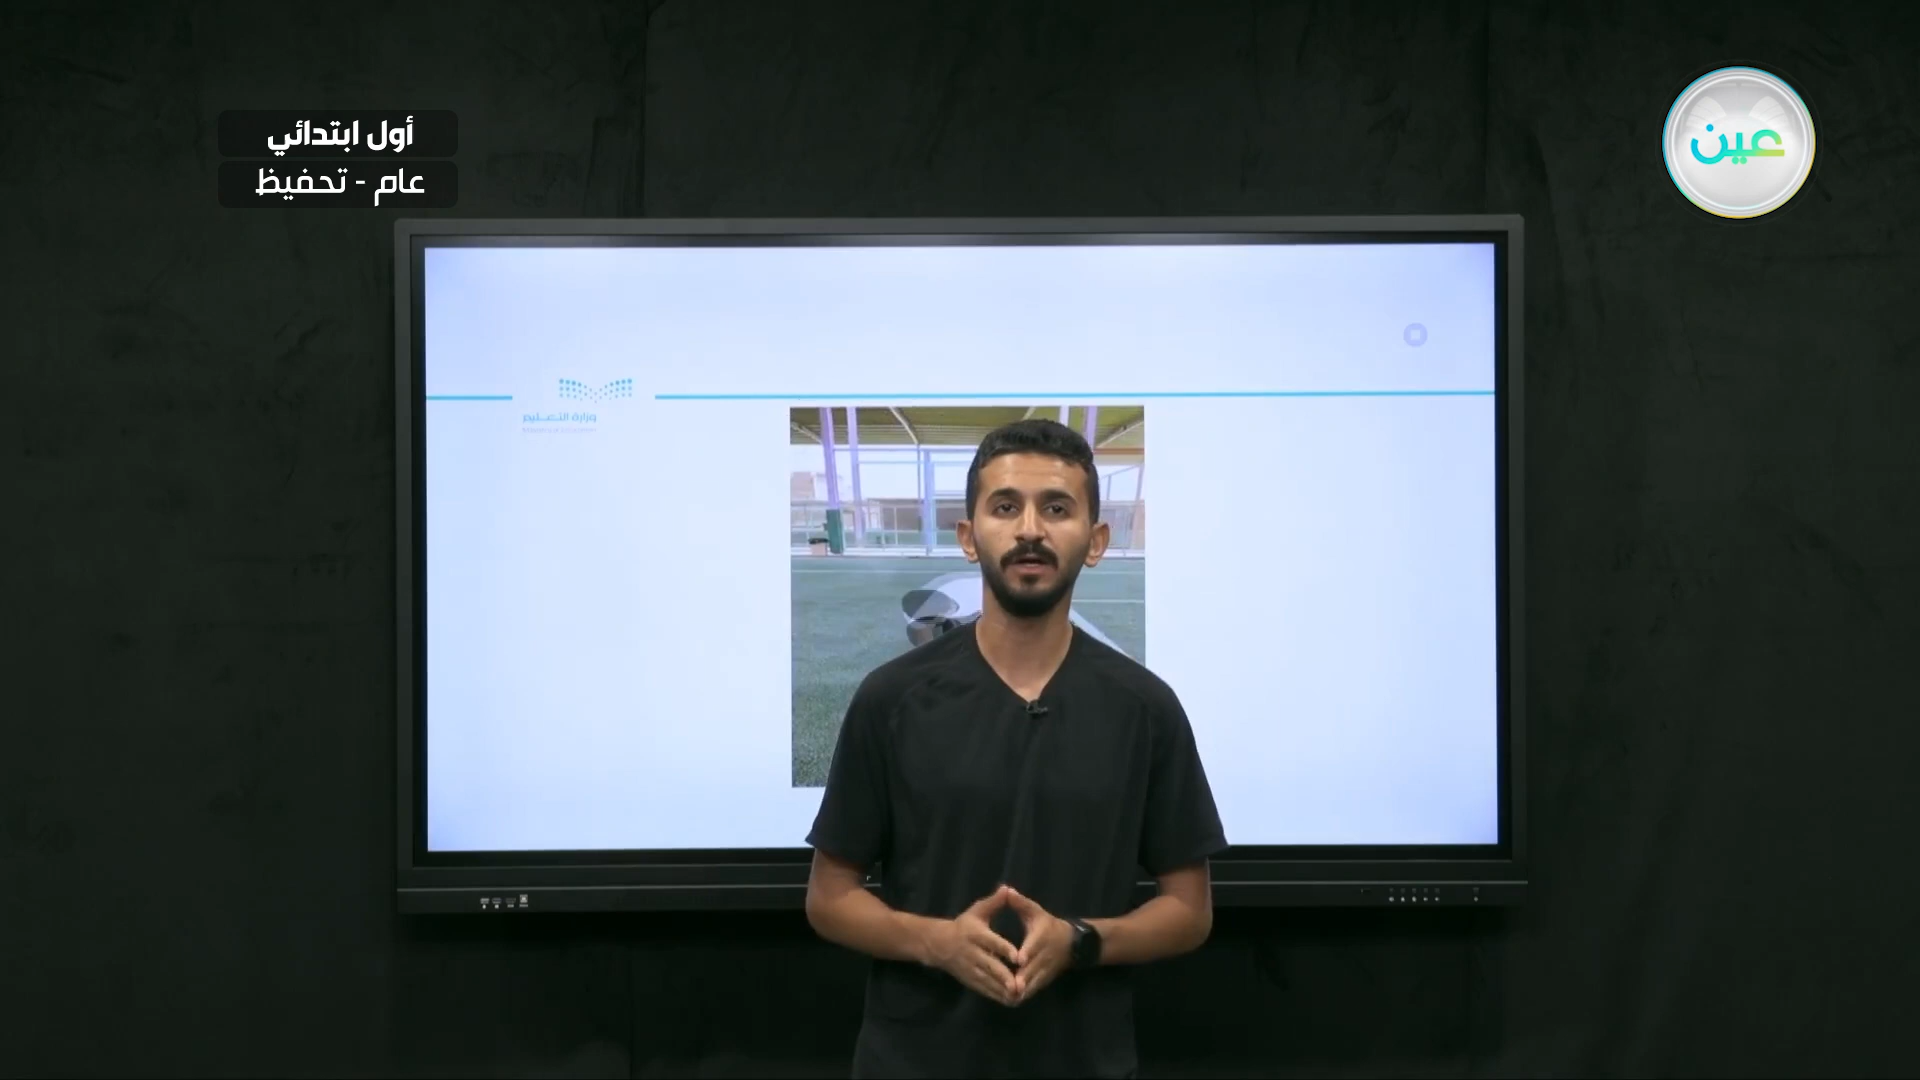 أول ابتدائي
عام - تحفيظ
عين
وزارة التعليم